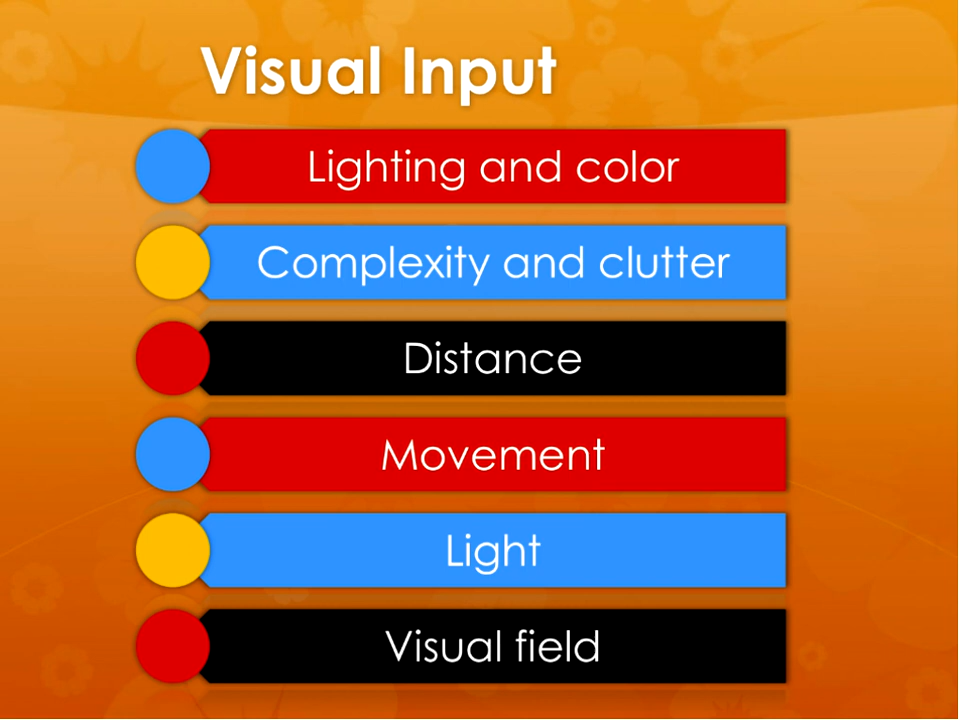 Visual Input
Lighting and color
Complexity and clutter
Distance
Movement
Light
Visual field